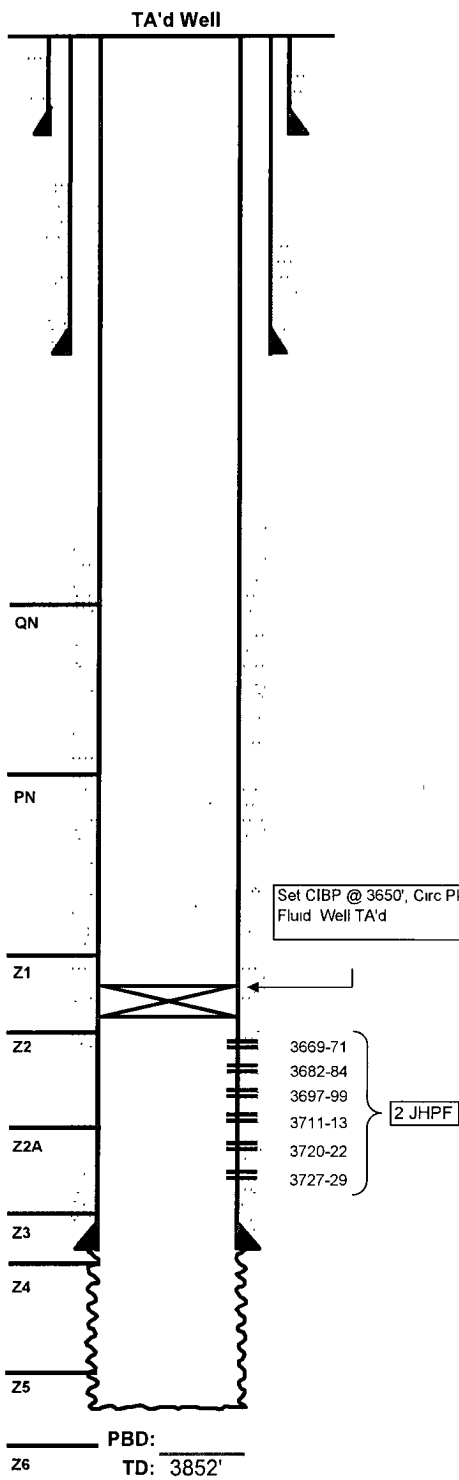 TA'd Well
QN
PN
Set CIBP @ 3650', Circ
Fluid Well TA'd
Z1
Z2
3669-71
3682-84
3697-99
2 JHPF
3711-13
Z2A
3720-22
3727-29
Z3
Z4
Z5
PBD:
Z6
TD: 3852'